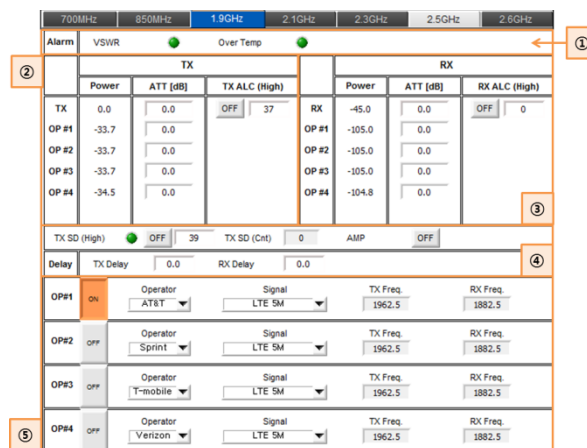 700MHz 850MHz 1.9GHz 2.1GHz 2.3GHz 2.5GHz 2.6GHz
Alarm VSWR Over Temp ①
② TX RX
Power ATT [dB] TX ALC (High) Power ATT [dB] RX ALC (High)
TX 0.0 0.0 OFF 37 RX -45.0 0.0 OFF 0
OP #1 -33.7 0.0 OP #1 -105.0 0.0
OP #2 -33.7 0.0 OP #2 -105.0 0.0
OP #3 -33.7 0.0 OP #3 -105.0 0.0
OP #4 -34.5 0.0 OP #4 -104.8 0.0
③
TX SD (High) OFF 39 TX SD (Cnt) 0 AMP OFF
Delay TX Delay 0.0 RX Delay 0.0 ④
Operator Signal TX Freq. RX Freq.
OP#1 ON AT&T LTE 5M 1962.5 1882.5
Operator Signal TX Freq. RX Freq.
OP#2 OFF Sprint LTE 5M 1962.5 1882.5
Operator Signal TX Freq. RX Freq.
OP#3 OFF T-mobile LTE 5M 1962.5 1882.5
Operator Signal TX Freq. RX Freq.
⑤ OP#4 OFF Verizon LTE 5M 1962.5 1882.5